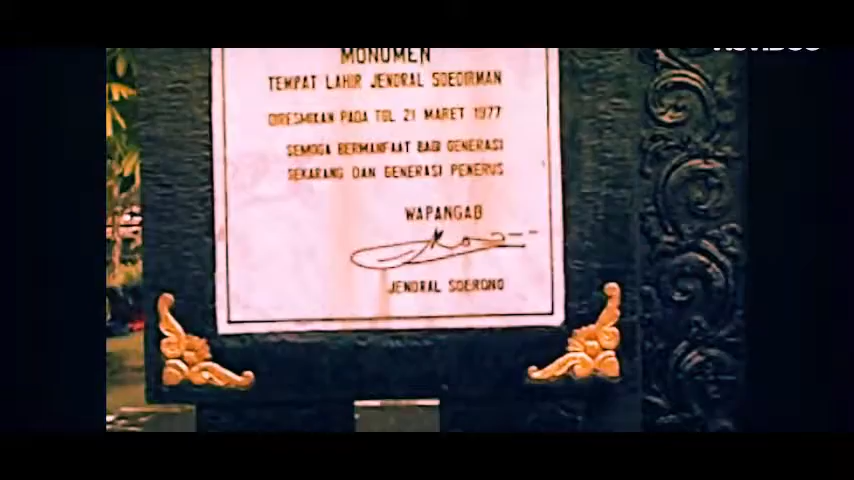 MONUMEN
TEMPAT LAHIR JENDRAL SOEDIRMAN
DIRESMIKAN PADA TGL 21 MARET 1977
SEMOGA BERMANFAAT BAGI GENERASI
SEKARANG DAN GENERASI PENERUS
WAPANGAB
JENDRAL SOERONO